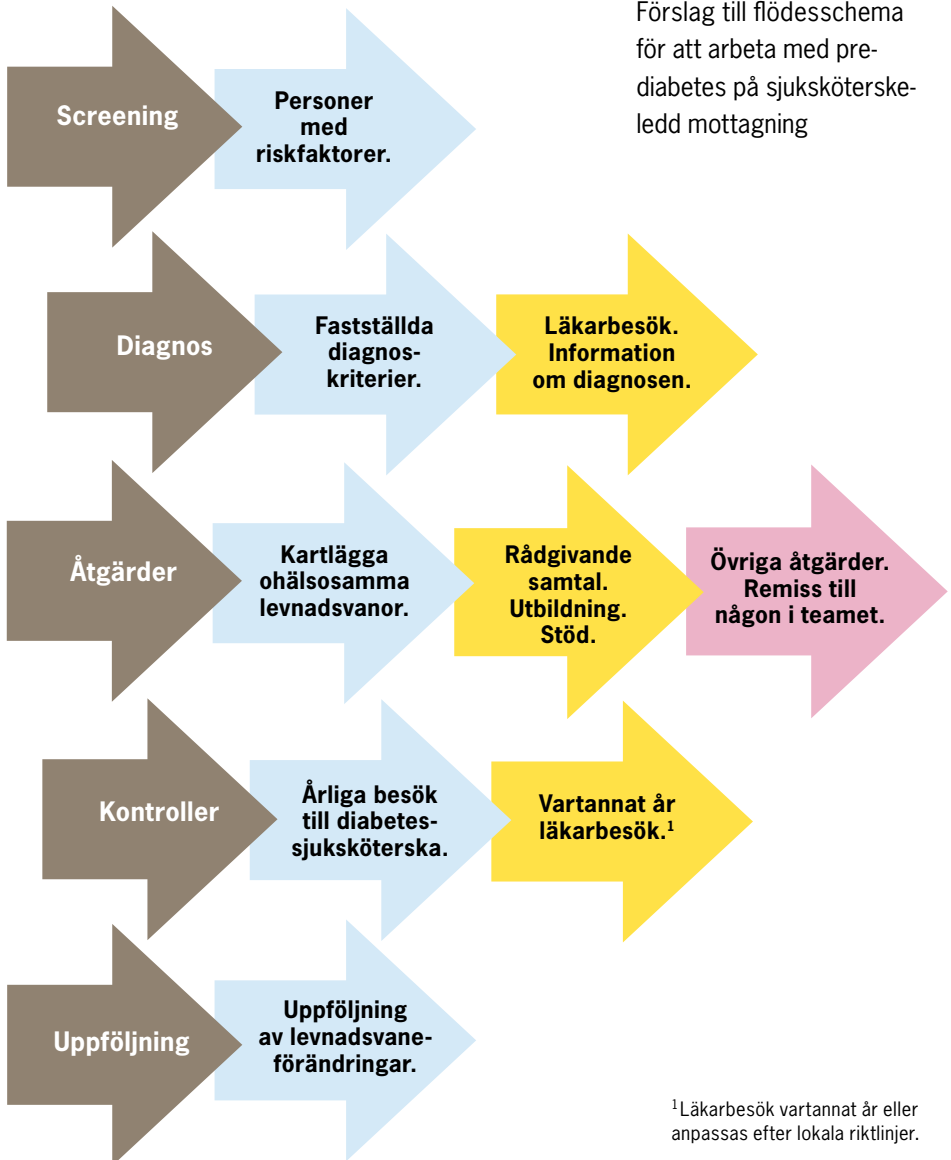 Förslag till flödesschema
för att arbeta med pre-
diabetes på sjuksköterske-
ledd mottagning
Screening
Personer
med
riskfaktorer.
Diagnos
Fastställda
diagnos-
kriterier.
Läkarbesök.
Information
om diagnosen.
Åtgärder
Kartlägga
ohälsosamma
levnadsvanor.
Rådgivande
samtal.
Utbildning.
Stöd.
Övriga åtgärder.
Remiss till
någon i teamet.
Kontroller
Årliga besök
till diabetes-
sjuksköterska.
Vartannat år
läkarbesök.¹
Uppföljning
Uppföljning
av levnadsvane-
förändringar.
¹ Läkarbesök vartannat år eller
anpassas efter lokala riktlinjer.